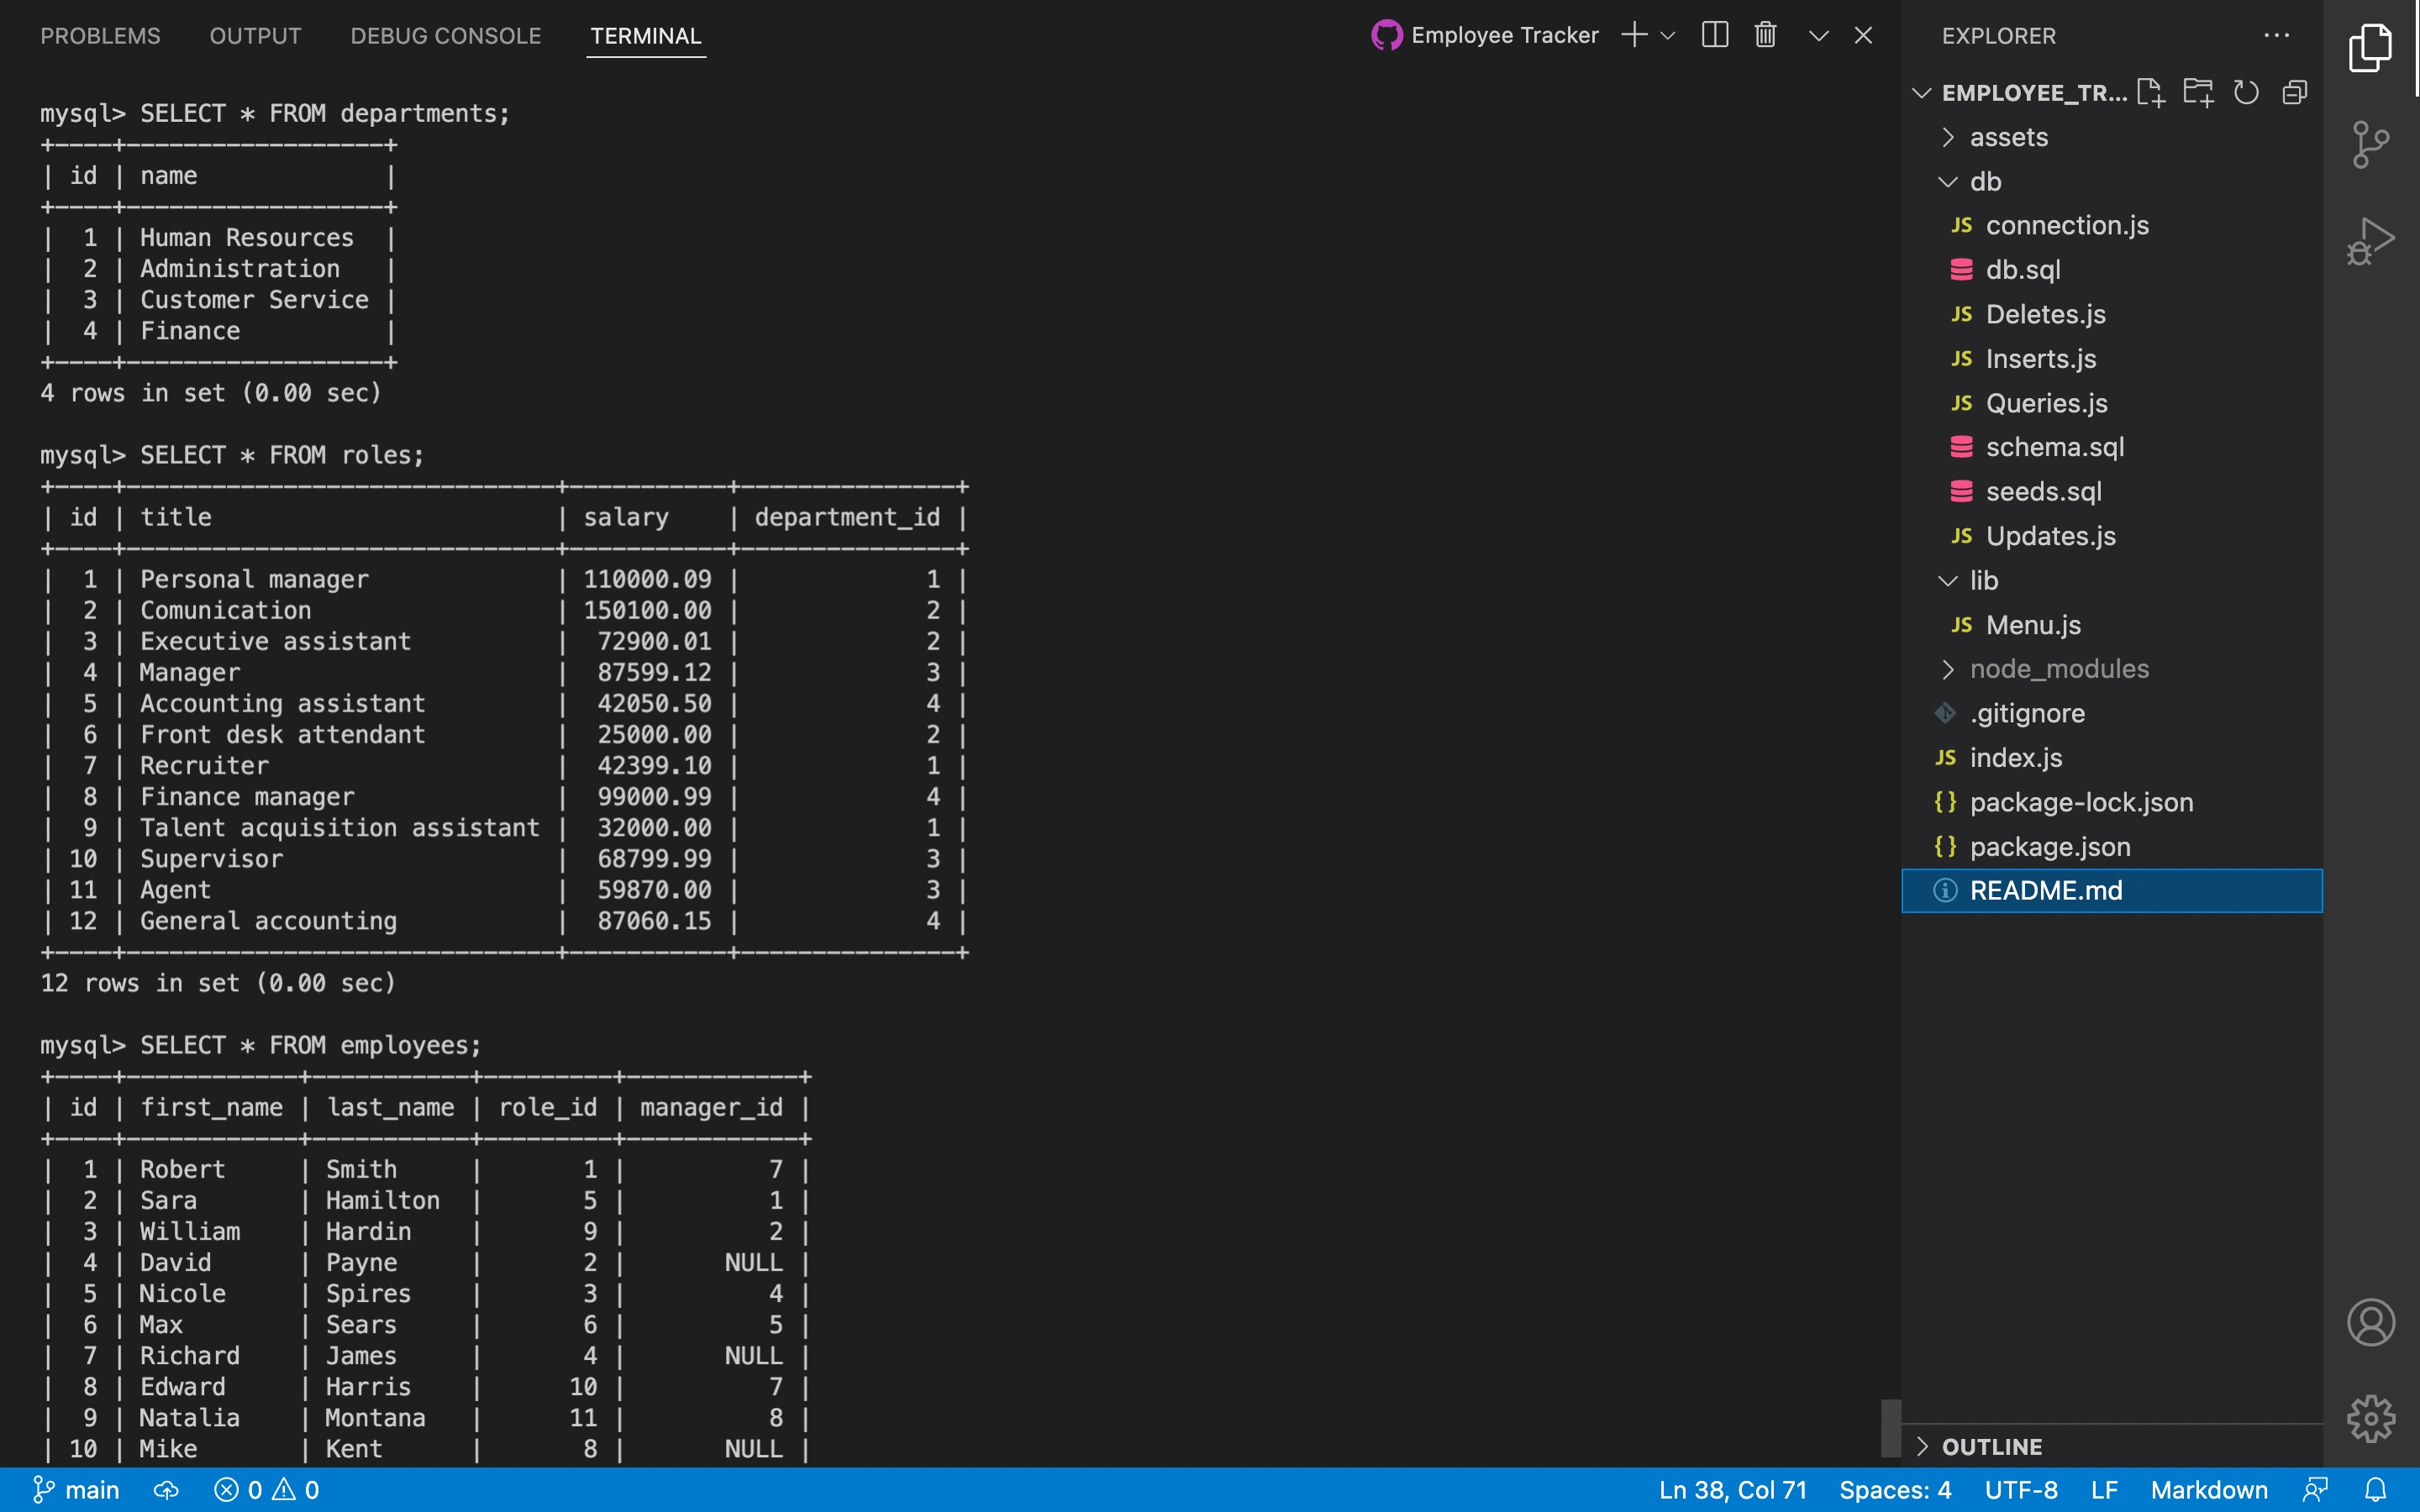 PROBLEMS OUTPUT DEBUG CONSOLE TERMINAL Employee Tracker
mysql> SELECT * FROM departments;
+----+------------------+
| id | name             |
+----+------------------+
|  1 | Human Resources  |
|  2 | Administration   |
|  3 | Customer Service |
|  4 | Finance          |
+----+------------------+
4 rows in set (0.00 sec)
mysql> SELECT * FROM roles;
+----+------------------------------+-----------+---------------+
| id | title                        | salary    | department_id |
+----+------------------------------+-----------+---------------+
|  1 | Personal manager             | 110000.09 |             1 |
|  2 | Comunication                 | 150100.00 |             2 |
|  3 | Executive assistant          |  72900.01 |             2 |
|  4 | Manager                      |  87599.12 |             3 |
|  5 | Accounting assistant         |  42050.50 |             4 |
|  6 | Front desk attendant         |  25000.00 |             2 |
|  7 | Recruiter                    |  42399.10 |             1 |
|  8 | Finance manager              |  99000.99 |             4 |
|  9 | Talent acquisition assistant |  32000.00 |             1 |
| 10 | Supervisor                   |  68799.99 |             3 |
| 11 | Agent                        |  59870.00 |             3 |
| 12 | General accounting           |  87060.15 |             4 |
+----+------------------------------+-----------+---------------+
12 rows in set (0.00 sec)
mysql> SELECT * FROM employees;
+----+------------+-----------+---------+------------+
| id | first_name | last_name | role_id | manager_id |
+----+------------+-----------+---------+------------+
|  1 | Robert     | Smith     |       1 |          7 |
|  2 | Sara       | Hamilton  |       5 |          1 |
|  3 | William    | Hardin    |       9 |          2 |
|  4 | David      | Payne     |       2 |       NULL |
|  5 | Nicole     | Spires    |       3 |          4 |
|  6 | Max        | Sears     |       6 |          5 |
|  7 | Richard    | James     |       4 |       NULL |
|  8 | Edward     | Harris    |      10 |          7 |
|  9 | Natalia    | Montana   |      11 |          8 |
| 10 | Mike       | Kent      |       8 |       NULL |
EXPLORER
EMPLOYEE_TR...
assets
db
JS connection.js
db.sql
JS Deletes.js
JS Inserts.js
JS Queries.js
schema.sql
seeds.sql
JS Updates.js
lib
JS Menu.js
node_modules
.gitignore
JS index.js
{} package-lock.json
{} package.json
README.md
OUTLINE
main 0 0 Ln 38, Col 71 Spaces: 4 UTF-8 LF Markdown